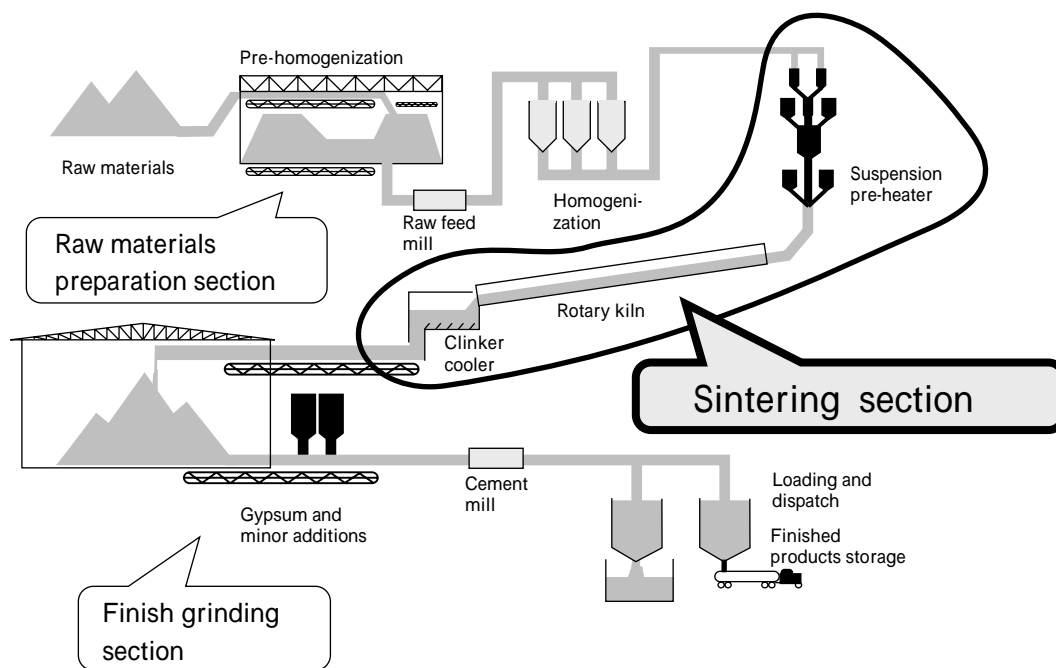 Pre-homogenization
Raw materials
Raw feed
mill
Homogeni-
zation
Suspension
pre-heater
Raw materials
preparation section
Rotary kiln
Clinker
cooler
Sintering section
Cement
mill
Gypsum and
minor additions
Loading and
dispatch
Finished
products storage
Finish grinding
section